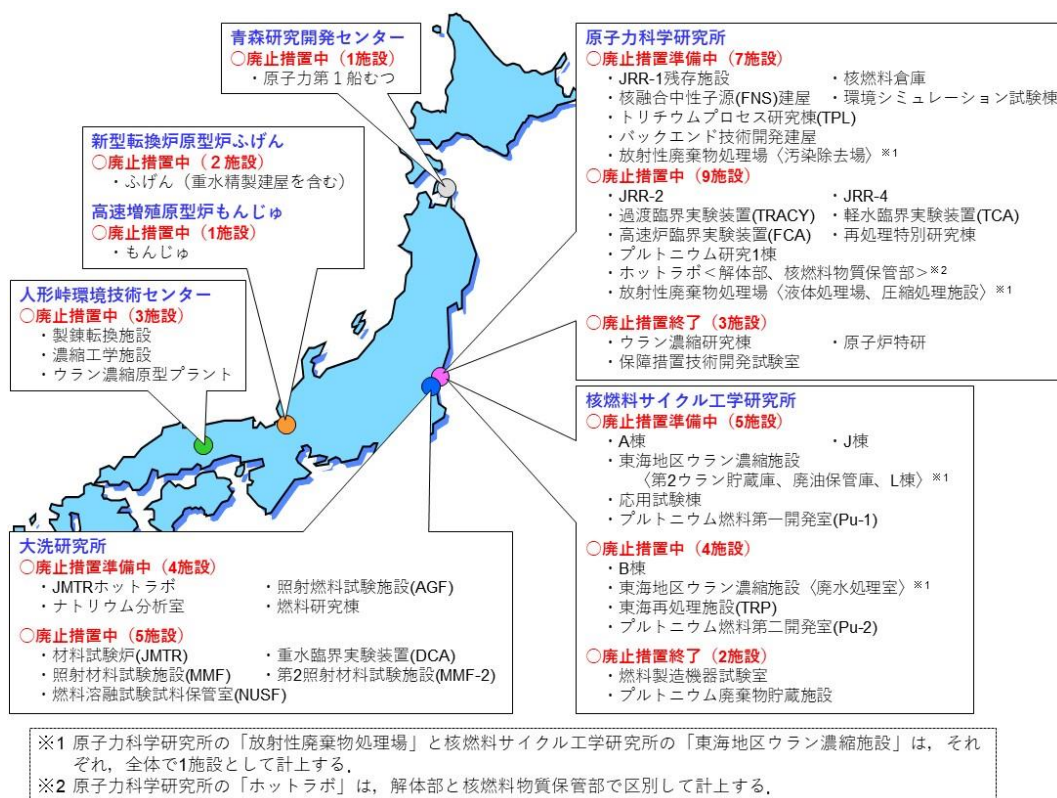 青森研究開発センター
○廃止措置中（1施設）
・原子力第１船むつ
新型転換炉原型炉ふげん
○廃止措置中（２施設）
・ふげん（重水精製建屋を含む）
高速増殖原型炉もんじゅ
○廃止措置中（1施設）
・もんじゅ
人形峠環境技術センター
○廃止措置中（3施設）
・製錬転換施設
・濃縮工学施設
・ウラン濃縮原型プラント
原子力科学研究所
○廃止措置準備中（7施設）
・JRR-1残存施設 ・核燃料倉庫
・核融合中性子源(FNS)建屋 ・環境シミュレーション試験棟
・トリチウムプロセス研究棟(TPL)
・バックエンド技術開発建屋
・放射性廃棄物処理場〈汚染除去場〉※1
○廃止措置中（9施設）
・JRR-2 ・JRR-4
・過渡臨界実験装置(TRACY) ・軽水臨界実験装置(TCA)
・高速炉臨界実験装置(FCA) ・再処理特別研究棟
・プルトニウム研究1棟
・ホットラボ<解体部、核燃料物質保管部>※2
・放射性廃棄物処理場〈液体処理場、圧縮処理施設〉※1
○廃止措置終了（3施設）
・ウラン濃縮研究棟 ・原子炉特研
・保障措置技術開発試験室
核燃料サイクル工学研究所
○廃止措置準備中（5施設）
・A棟 ・J棟
・東海地区ウラン濃縮施設
〈第2ウラン貯蔵庫、廃油保管庫、L棟〉※1
・応用試験棟
・プルトニウム燃料第一開発室(Pu-1)
○廃止措置中（4施設）
・B棟
・東海地区ウラン濃縮施設〈廃水処理室〉※1
・東海再処理施設(TRP)
・プルトニウム燃料第二開発室(Pu-2)
○廃止措置終了（2施設）
・燃料製造機器試験室
・プルトニウム廃棄物貯蔵施設
大洗研究所
○廃止措置準備中（4施設）
・JMTRホットラボ ・照射燃料試験施設(AGF)
・ナトリウム分析室 ・燃料研究棟
○廃止措置中（5施設）
・材料試験炉(JMTR) ・重水臨界実験装置(DCA)
・照射材料試験施設(MMF) ・第2照射材料試験施設(MMF-2)
・燃料溶融試験試料保管室(NUSF)
※1 原子力科学研究所の「放射性廃棄物処理場」と核燃料サイクル工学研究所の「東海地区ウラン濃縮施設」は，それ
ぞれ，全体で1施設として計上する．
※2 原子力科学研究所の「ホットラボ」は，解体部と核燃料物質保管部で区別して計上する．